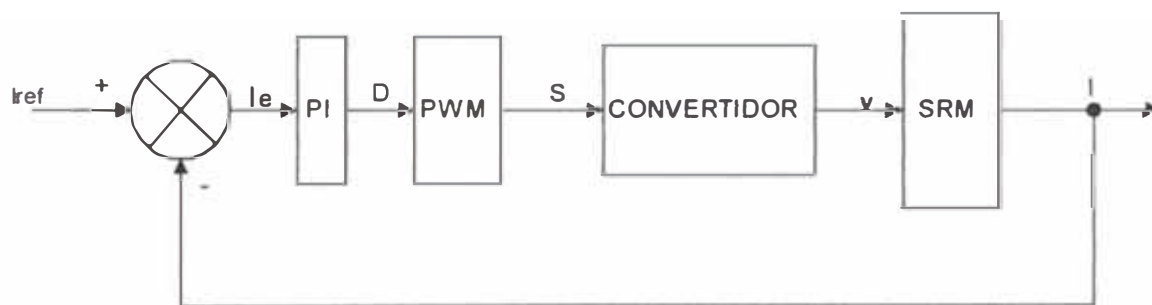 Iref
+
Ie
PI
D
PWM
S
CONVERTIDOR
v
SRM
I
-